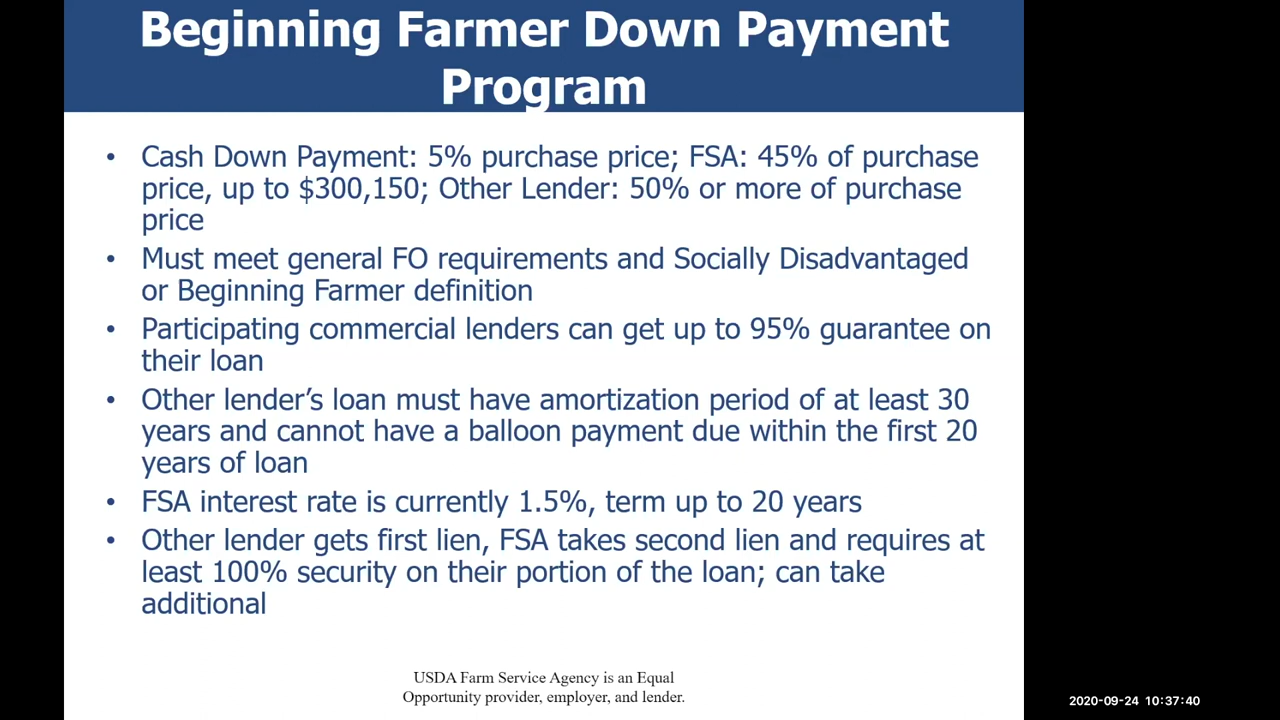 Beginning Farmer Down Payment
Program
• Cash Down Payment: 5% purchase price; FSA: 45% of purchase
price, up to $300,150; Other Lender: 50% or more of purchase
price
• Must meet general FO requirements and Socially Disadvantaged
or Beginning Farmer definition
• Participating commercial lenders can get up to 95% guarantee on
their loan
• Other lender’s loan must have amortization period of at least 30
years and cannot have a balloon payment due within the first 20
years of loan
• FSA interest rate is currently 1.5%, term up to 20 years
• Other lender gets first lien, FSA takes second lien and requires at
least 100% security on their portion of the loan; can take
additional
USDA Farm Service Agency is an Equal
Opportunity provider, employer, and lender.
2020-09-24 10:37:40